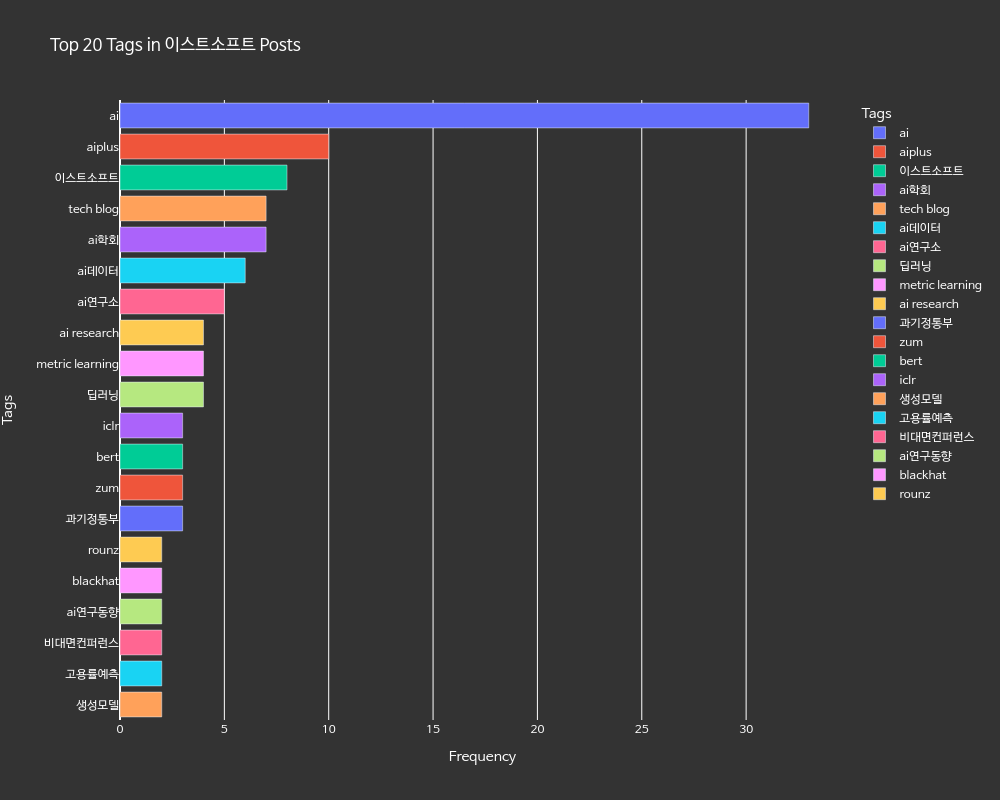 Top 20 Tags in 이스트소프트 Posts
Tags
ai
aiplus
이스트소프트
tech blog
ai학회
ai데이터
ai연구소
ai research
metric learning
딥러닝
iclr
bert
zum
과기정통부
rounz
blackhat
ai연구동향
비대면컨퍼런스
고용률예측
생성모델
0 5 10 15 20 25 30
Frequency
Tags
ai
aiplus
이스트소프트
ai학회
tech blog
ai데이터
ai연구소
딥러닝
metric learning
ai research
과기정통부
zum
bert
iclr
생성모델
고용률예측
비대면컨퍼런스
ai연구동향
blackhat
rounz